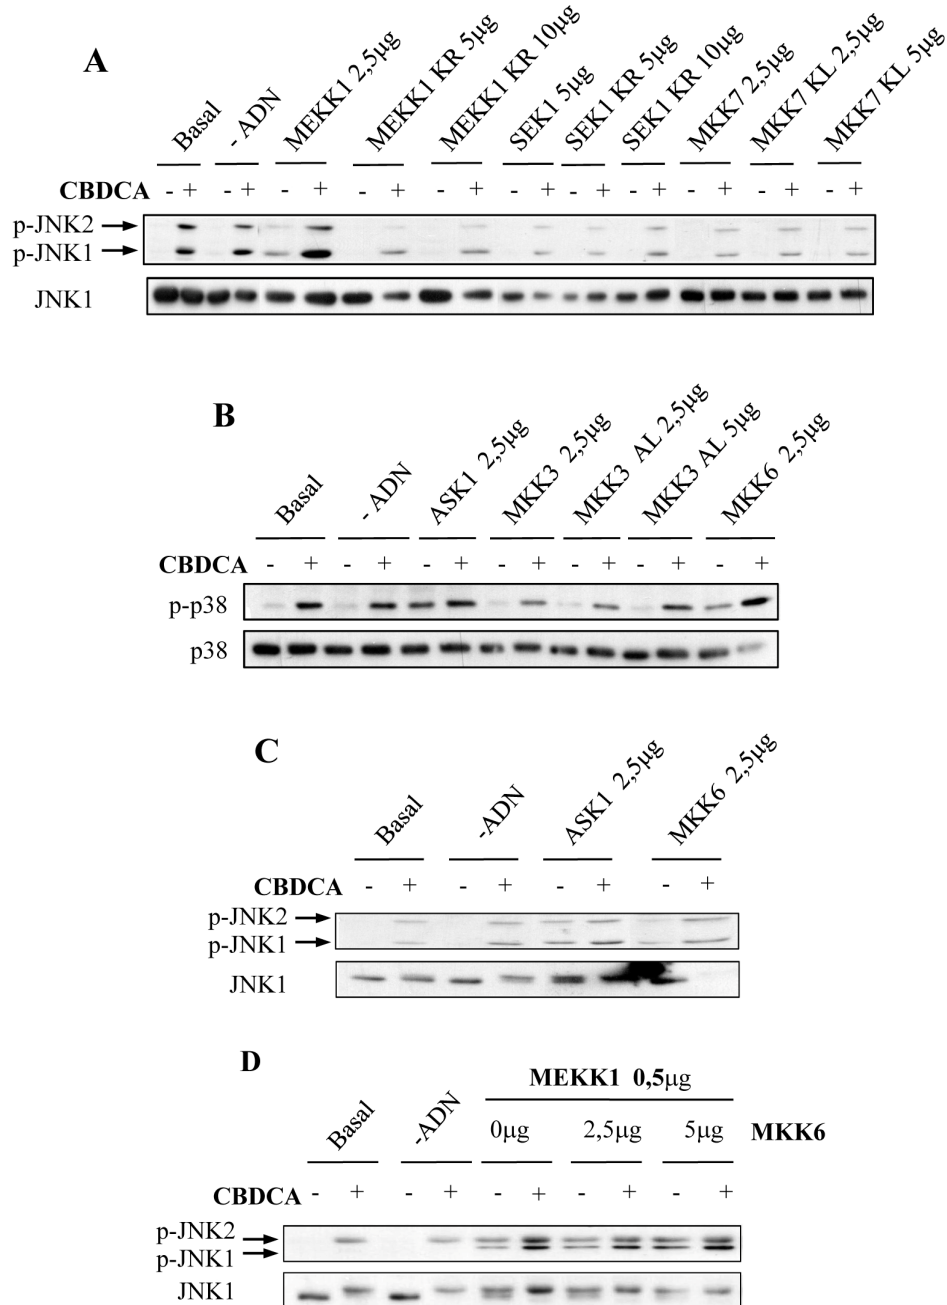 A
Basal
- ADN
MEKK1 2,5μg
MEKK1 KR 5μg
MEKK1 KR 10μg
SEK1 5μg
SEK1 KR 5μg
SEK1 KR 10μg
MKK7 2,5μg
MKK7 KL 2,5μg
MKK7 KL 5μg
CBDCA - + - + - + - + - + - + - + - + - + - + - +
p-JNK2
p-JNK1
JNK1
B
Basal
- ADN
ASK1 2,5μg
MKK3 2,5μg
MKK3 AL 2,5μg
MKK3 AL 5μg
MKK6 2,5μg
CBDCA - + - + - + - + - + - + - +
p-p38
p38
C
Basal
-ADN
ASK1 2,5μg
MKK6 2,5μg
CBDCA - + - + - + - +
p-JNK2
p-JNK1
JNK1
D
MEKK1 0,5μg
Basal
-ADN
0μg 2,5μg 5μg MKK6
CBDCA - + - + - + - + - +
p-JNK2
p-JNK1
JNK1